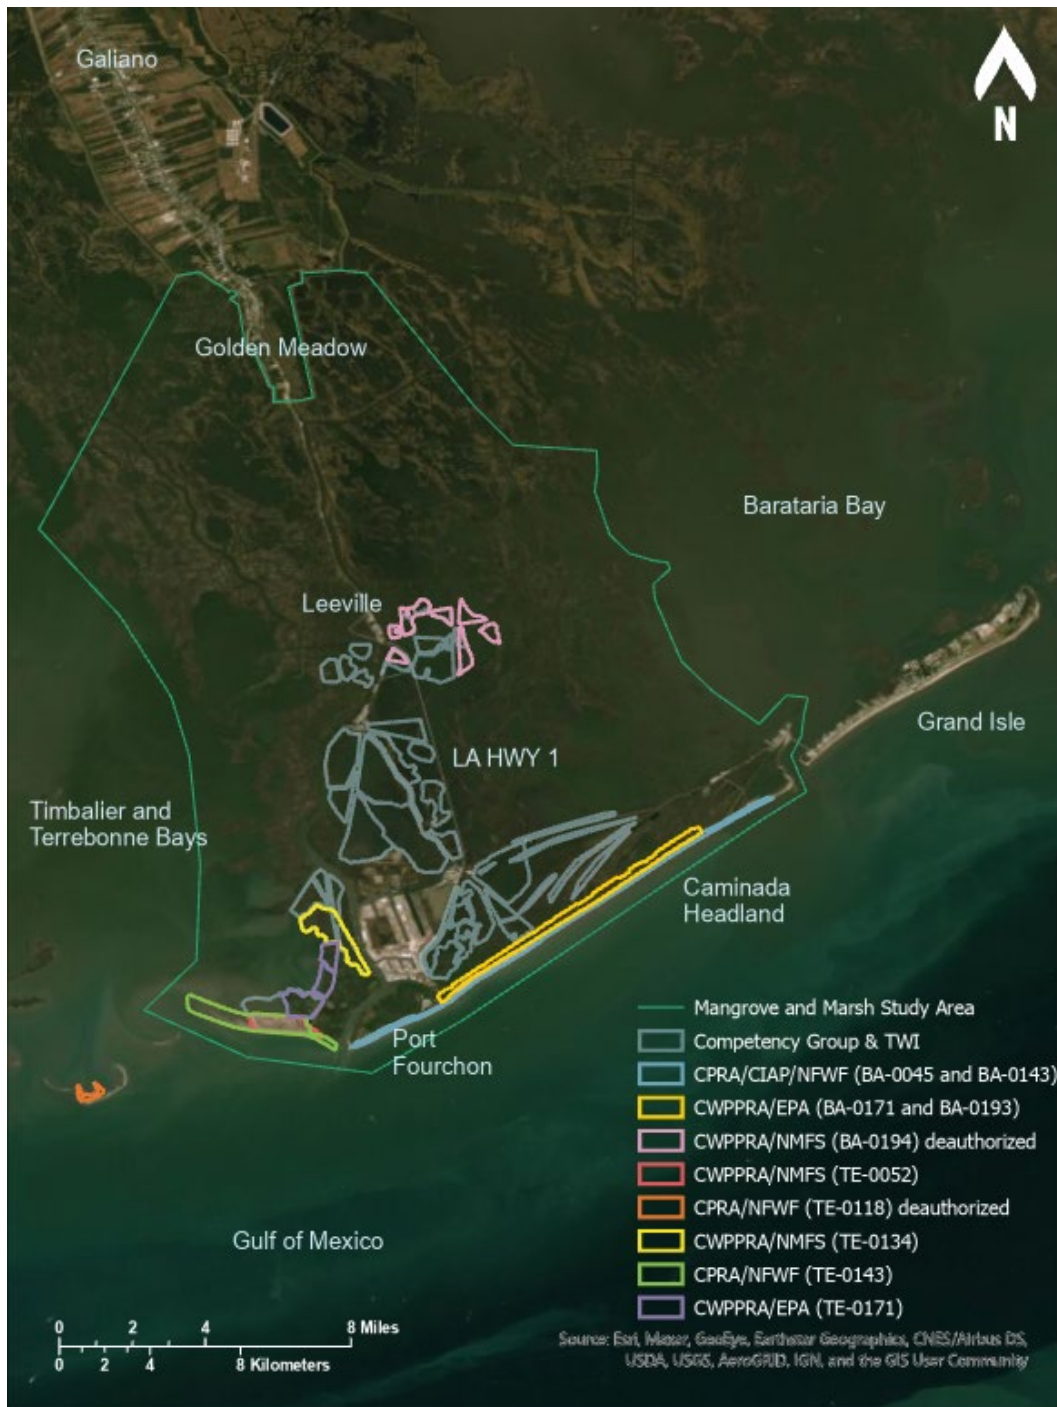 Galiano
N
Golden Meadow
Barataria Bay
Leeville
Grand Isle
LA HWY 1
Timbalier and
Terrebonne Bays
Caminada
Headland
Port
Fourchon
Gulf of Mexico
Mangrove and Marsh Study Area
Competency Group & TWI
CPRA/CIAP/NFWF (BA-0045 and BA-0143)
CWPPRA/EPA (BA-0171 and BA-0193)
CWPPRA/NMFS (BA-0194) deauthorized
CWPPRA/NMFS (TE-0052)
CPRA/NFWF (TE-0118) deauthorized
CWPPRA/NMFS (TE-0134)
CPRA/NFWF (TE-0143)
CWPPRA/EPA (TE-0171)
0 2 4 8 Miles
0 2 4 8 Kilometers
Source: Esri, Maxar, GeoEye, Earthstar Geographics, CNES/Airbus DS,
USDA, USGS, AeroGRID, IGN, and the GIS User Community